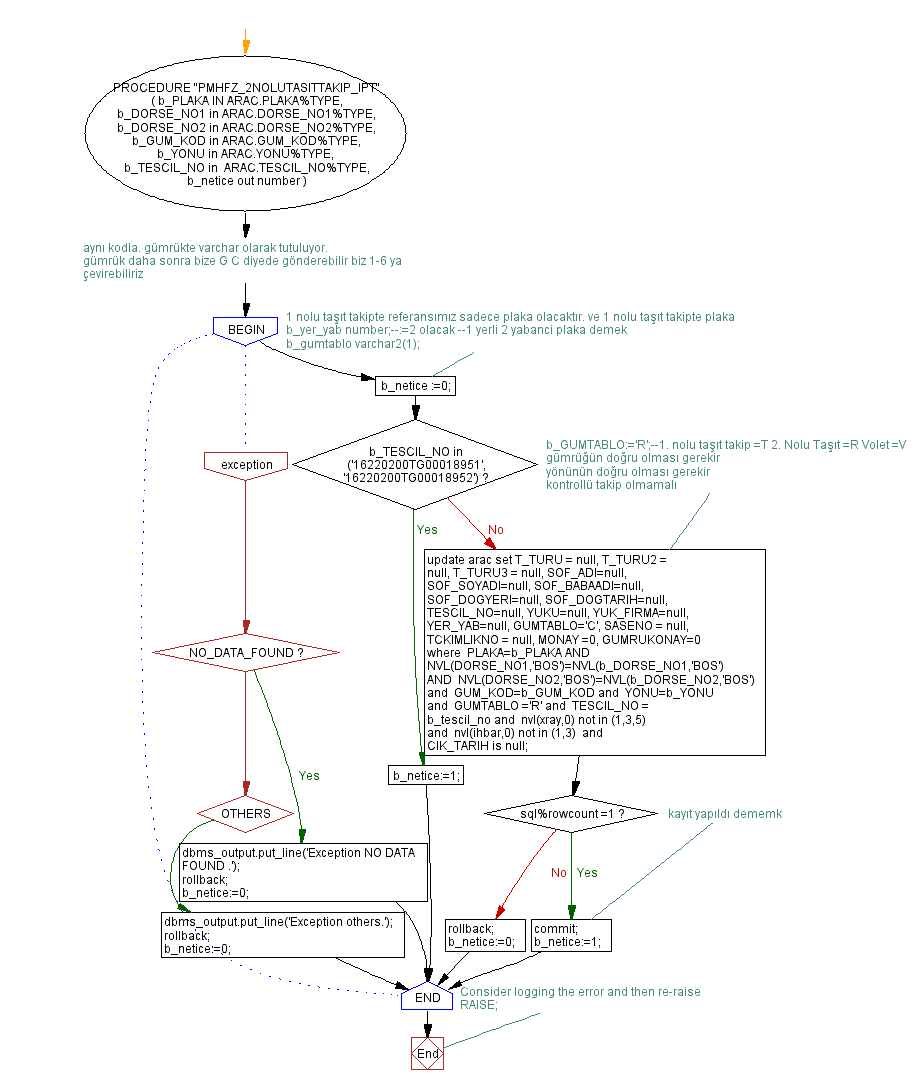 PROCEDURE "PMHFZ_2NOLUTASITTAKIP_IPT"
( b_PLAKA IN ARAC.PLAKA%TYPE,
b_DORSE_NO1 in ARAC.DORSE_NO1%TYPE,
b_DORSE_NO2 in ARAC.DORSE_NO2%TYPE,
b_GUM_KOD in ARAC.GUM_KOD%TYPE,
b_YONU in ARAC.YONU%TYPE,
b_TESCIL_NO in ARAC.TESCIL_NO%TYPE,
b_netice out number )
aynı kodla. gümrükte varchar olarak tutuluyor.
gümrük daha sonra bize G C diyede gönderebilir biz 1-6 ya
çevirebiliriz
BEGIN
1 nolu taşıt takipte referansımız sadece plaka olacaktır. ve 1 nolu taşıt takipte plaka
b_yer_yab number;--:=2 olacak --1 yerli 2 yabanci plaka demek
b_gumtablo varchar2(1);
b_netice :=0;
b_TESCIL_NO in
('16220200TG00018951',
'16220200TG00018952') ?
b_GUMTABLO:='R';--1. nolu taşıt takip =T 2. Nolu Taşıt =R Volet =V
gümrüğün doğru olması gerekir
yönünün doğru olması gerekir
kontrollü takip olmamalı
exception
Yes
No
update arac set T_TURU = null, T_TURU2 =
null, T_TURU3 = null, SOF_ADI=null,
SOF_SOYADI=null, SOF_BABAADI=null,
SOF_DOGYERI=null, SOF_DOGTARIH=null,
TESCIL_NO=null, YUKU=null, YUK_FIRMA=null,
YER_YAB=null, GUMTABLO='C', SASENO = null,
TCKIMLIKNO = null, MONAY =0, GUMRUKONAY=0
where PLAKA=b_PLAKA AND
NVL(DORSE_NO1,'BOS')=NVL(b_DORSE_NO1,'BOS')
AND NVL(DORSE_NO2,'BOS')=NVL(b_DORSE_NO2,'BOS')
and GUM_KOD=b_GUM_KOD and YONU=b_YONU
and GUMTABLO ='R' and TESCIL_NO =
b_tescil_no and nvl(xray,0) not in (1,3,5)
and nvl(ihbar,0) not in (1,3) and
CIK_TARIH is null;
NO_DATA_FOUND ?
Yes
b_netice:=1;
OTHERS
sql%rowcount =1 ?
kayıt yapıldı dememk
dbms_output.put_line('Exception NO DATA
FOUND .');
rollback;
b_netice:=0;
No
Yes
dbms_output.put_line('Exception others.');
rollback;
b_netice:=0;
rollback;
b_netice:=0;
commit;
b_netice:=1;
END
Consider logging the error and then re-raise
RAISE;
End